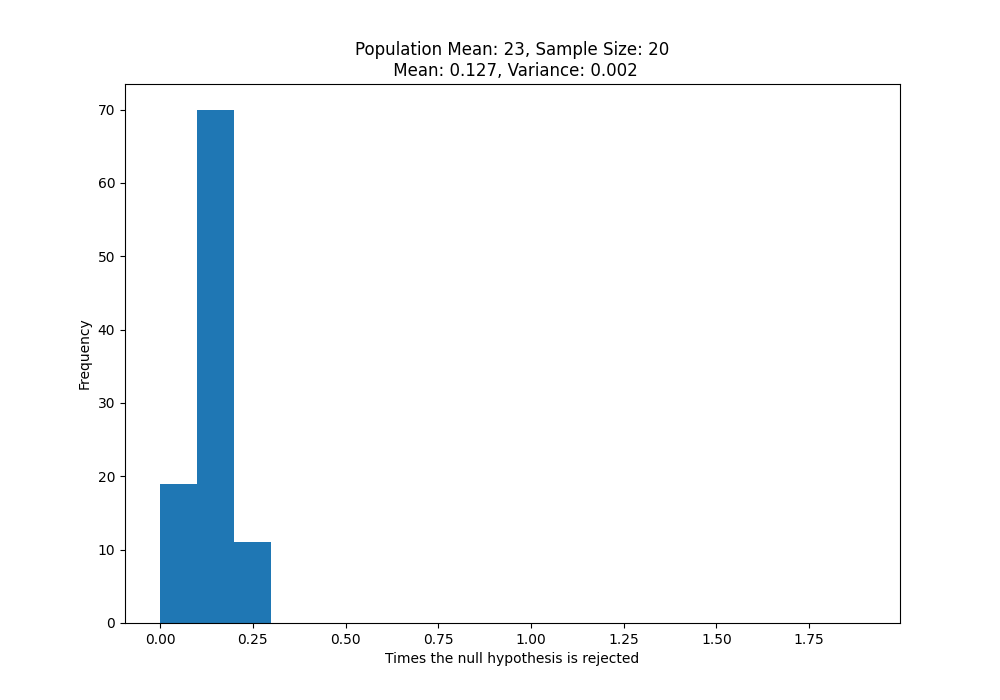 Population Mean: 23, Sample Size: 20
Mean: 0.127, Variance: 0.002
70
60
50
40
30
20
10
0
Frequency
0.00 0.25 0.50 0.75 1.00 1.25 1.50 1.75
Times the null hypothesis is rejected